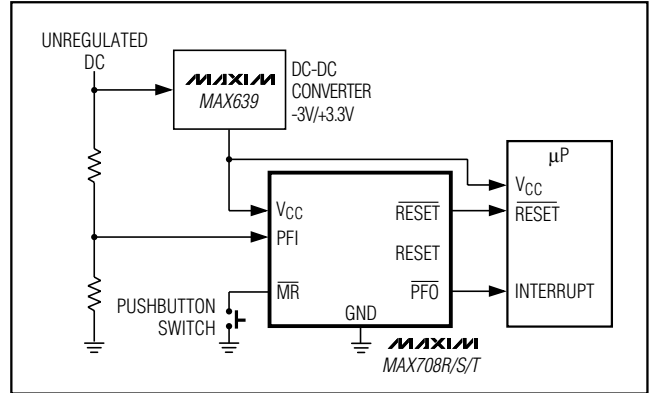 UNREGULATED
DC
MAXIM
MAX639
DC-DC
CONVERTER
-3V/+3.3V
VCC
PFI
MR
GND
RESET
RESET
PFO
µP
VCC
RESET
INTERRUPT
PUSHBUTTON
SWITCH
MAXIM
MAX708R/S/T